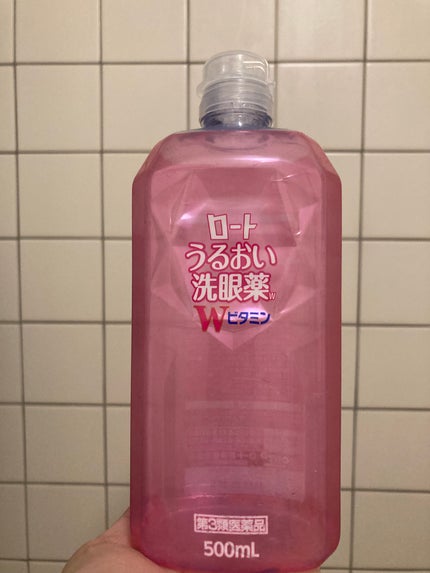 ロート
うるおい
洗眼薬W
Wビタミン
第3類医薬品
500mL